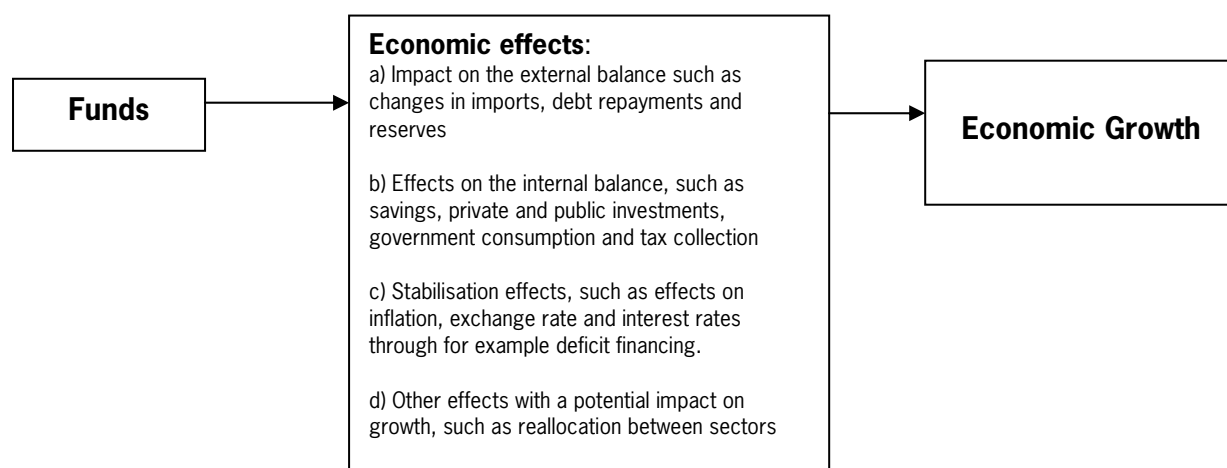 Funds
Economic effects:
a) Impact on the external balance such as
changes in imports, debt repayments and
reserves
b) Effects on the internal balance, such as
savings, private and public investments,
government consumption and tax collection
c) Stabilisation effects, such as effects on
inflation, exchange rate and interest rates
through for example deficit financing.
d) Other effects with a potential impact on
growth, such as reallocation between sectors
Economic Growth